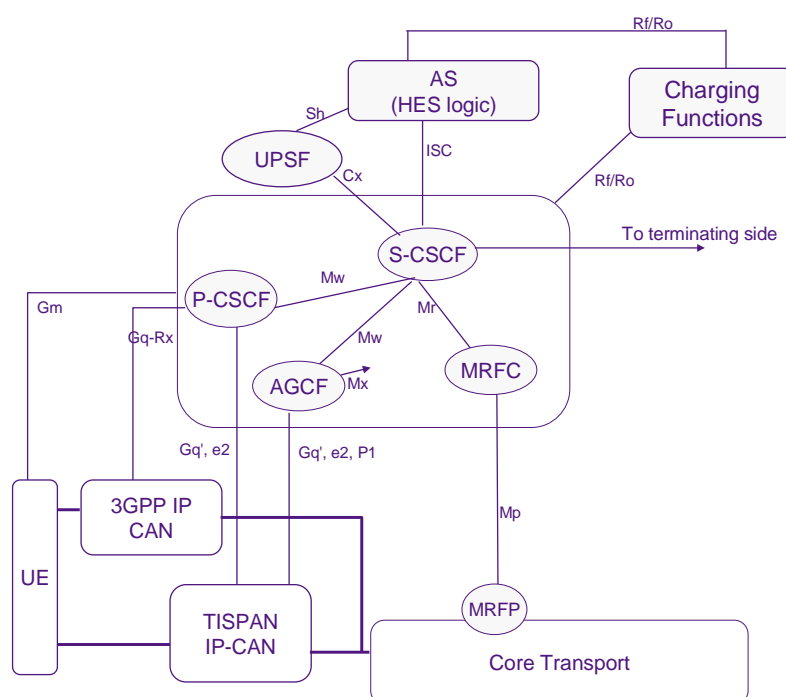 Rf/Ro
AS
(HES logic)
Charging
Functions
Sh
UPSF
ISC
Cx
Rf/Ro
To terminating side
S-CSCF
P-CSCF
Mw
Gm
Mr
Gq-Rx
Mw
MRFC
AGCF
Mx
Gq', e2
Gq', e2, P1
3GPP IP
CAN
Mp
UE
MRFP
TISPAN
IP-CAN
Core Transport